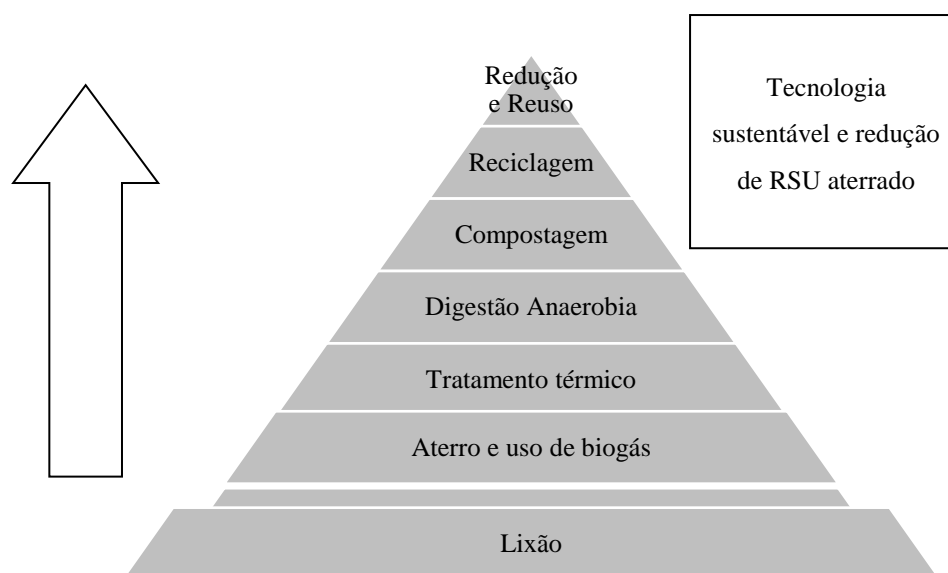 Redução
e Reuso
Tecnologia
sustentável e redução
de RSU aterrado
Reciclagem
Compostagem
Digestão Anaerobia
Tratamento térmico
Aterro e uso de biogás
Lixão